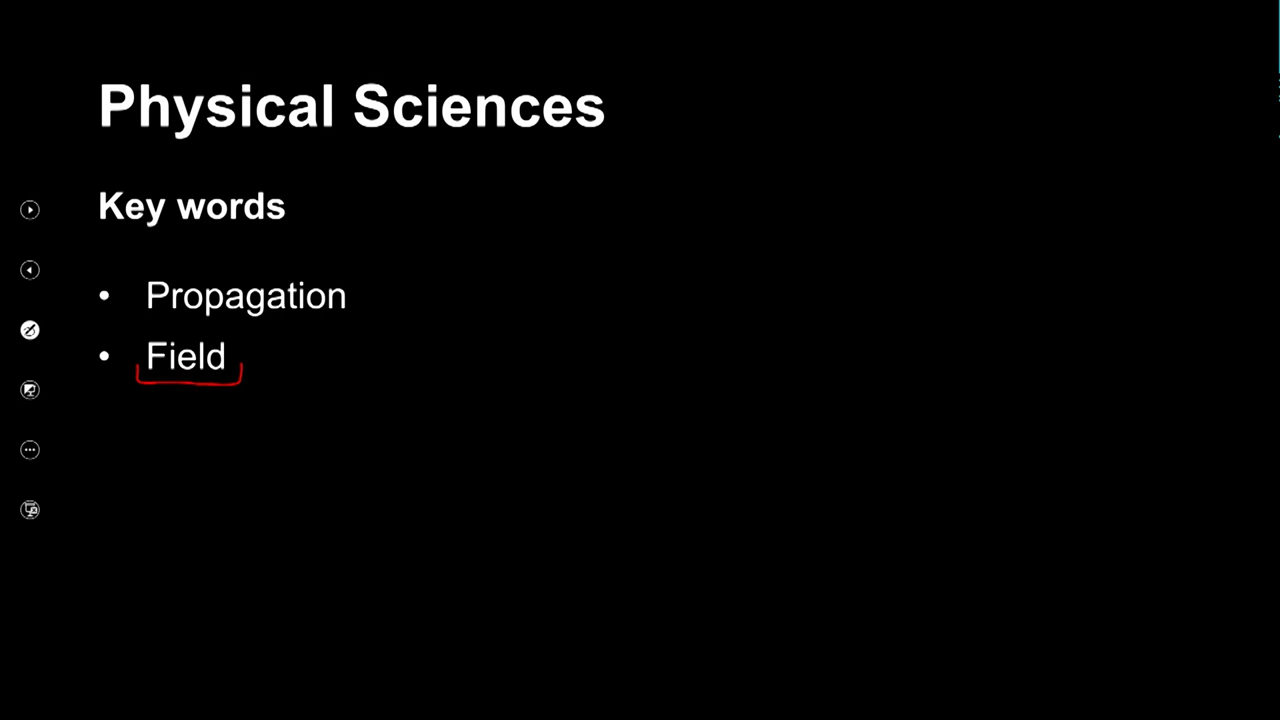 Physical Sciences
Key words
• Propagation
• Field